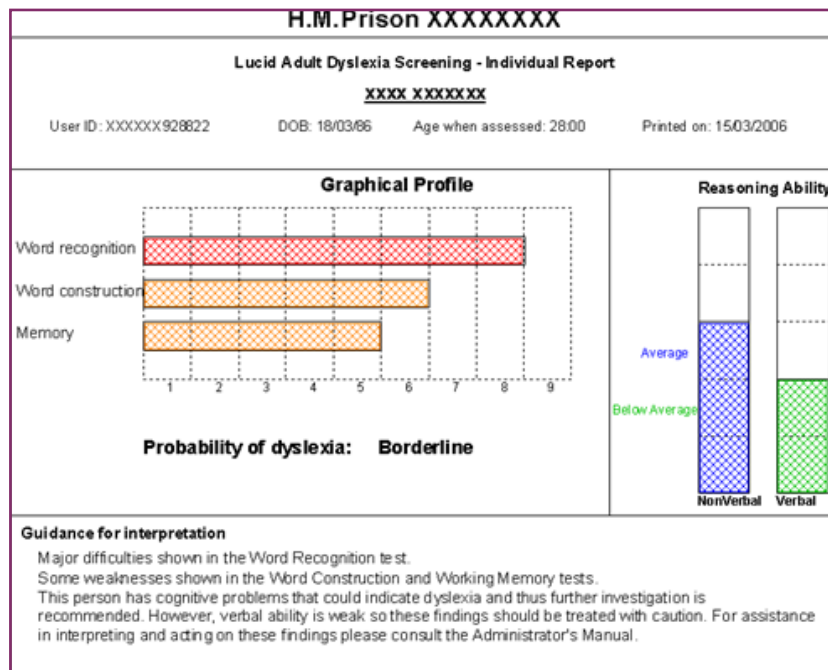 H.M.Prison XXXXXXXX
Lucid Adult Dyslexia Screening - Individual Report
XXXX XXXXXXX
User ID: XXXXXX928822 DOB: 18/03/86 Age when assessed: 28:00 Printed on: 15/03/2006
Graphical Profile
Reasoning Ability
Word recognition
Word construction
Memory
1 2 3 4 5 6 7 8 9
Average
Below Average
NonVerbal Verbal
Probability of dyslexia: Borderline
Guidance for interpretation
Major difficulties shown in the Word Recognition test.
Some weaknesses shown in the Word Construction and Working Memory tests.
This person has cognitive problems that could indicate dyslexia and thus further investigation is
recommended. However, verbal ability is weak so these findings should be treated with caution. For assistance
in interpreting and acting on these findings please consult the Administrator's Manual.